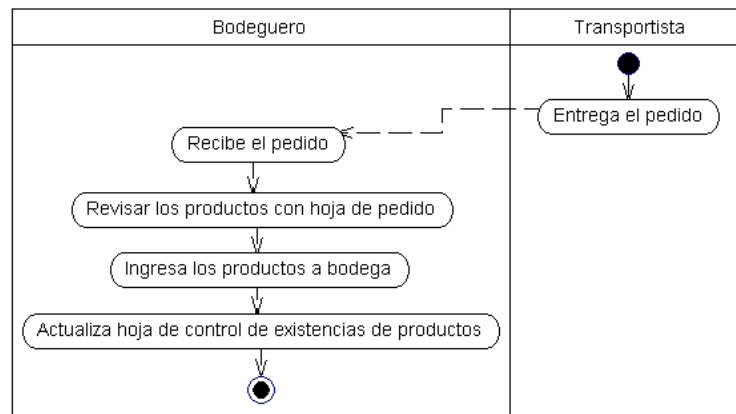 Bodeguero
Transportista
Entrega el pedido
Recibe el pedido
Revisar los productos con hoja de pedido
Ingresa los productos a bodega
Actualiza hoja de control de existencias de productos